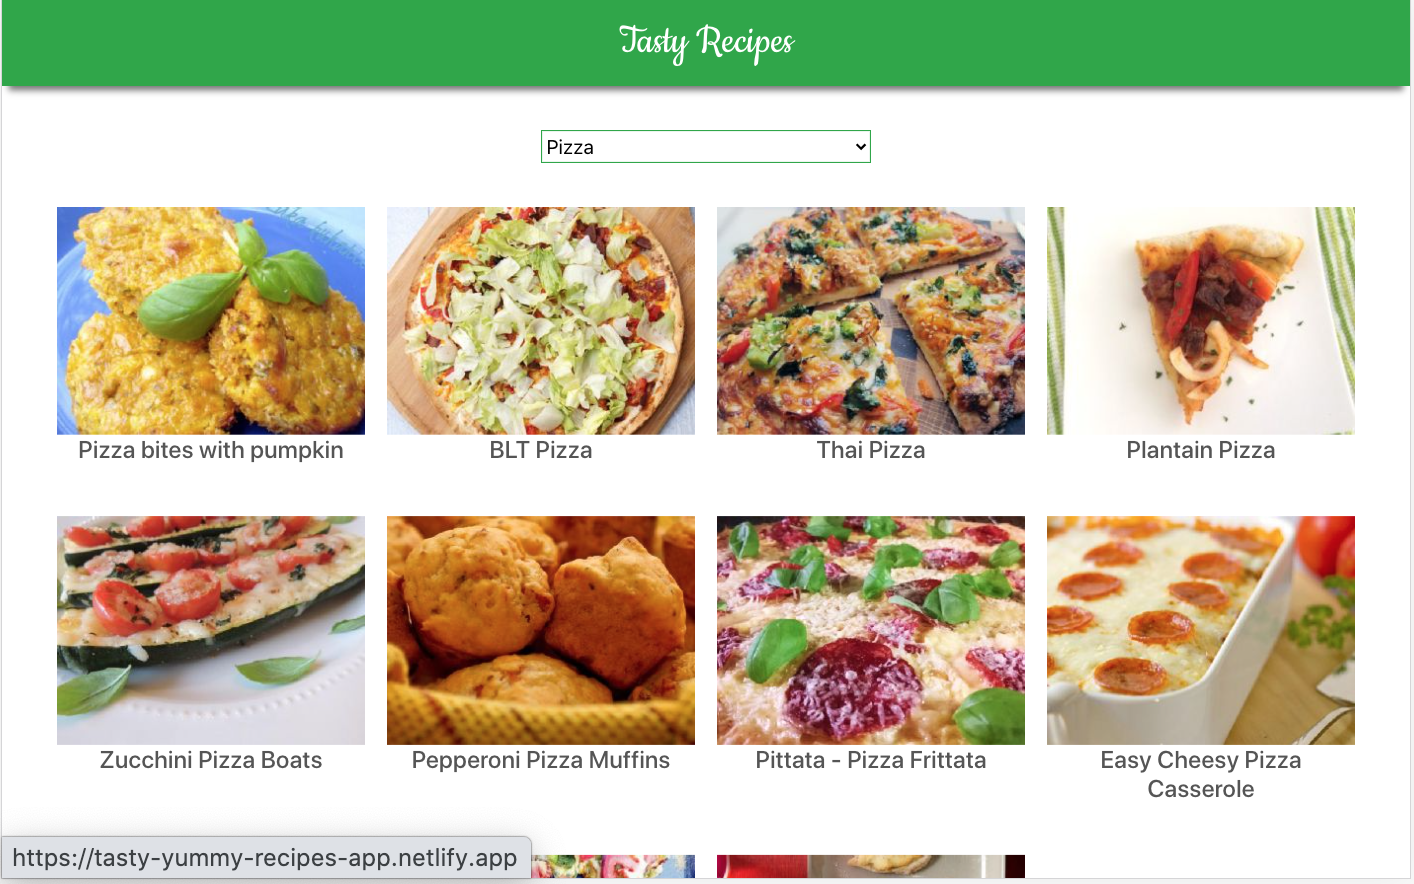 Tasty Recipes
Pizza
Pizza bites with pumpkin
BLT Pizza
Thai Pizza
Plantain Pizza
Zucchini Pizza Boats
Pepperoni Pizza Muffins
Pittata - Pizza Frittata
Easy Cheesy Pizza
Casserole
https://tasty-yummy-recipes-app.netlify.app